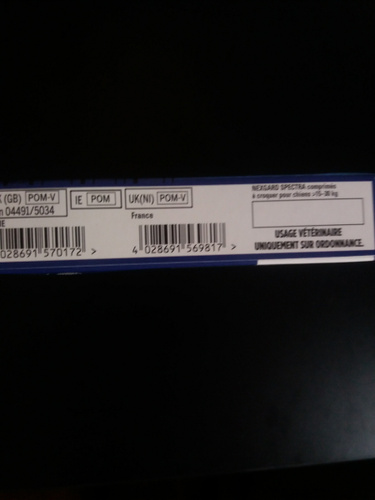 (GB) POM-V
04491/5034
IE POM
UK(NI) POM-V
France
028691 570172 >
4 028691 569817 >
NEXGARD SPECTRA comprimés
à croquer pour chiens >15-30 kg
USAGE VÉTÉRINAIRE
UNIQUEMENT SUR ORDONNANCE.